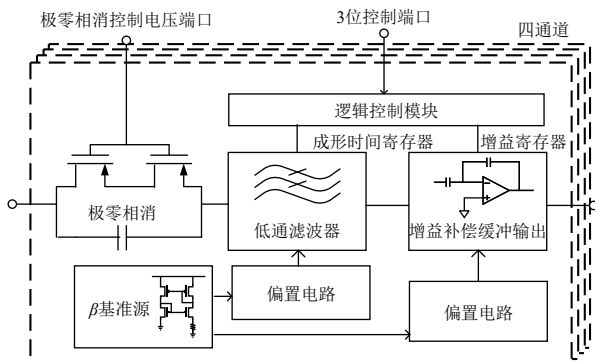 极零相消控制电压端口
3位控制端口
四通道
逻辑控制模块
成形时间寄存器
增益寄存器
极零相消
低通滤波器
增益补偿缓冲输出
β基准源
偏置电路
偏置电路